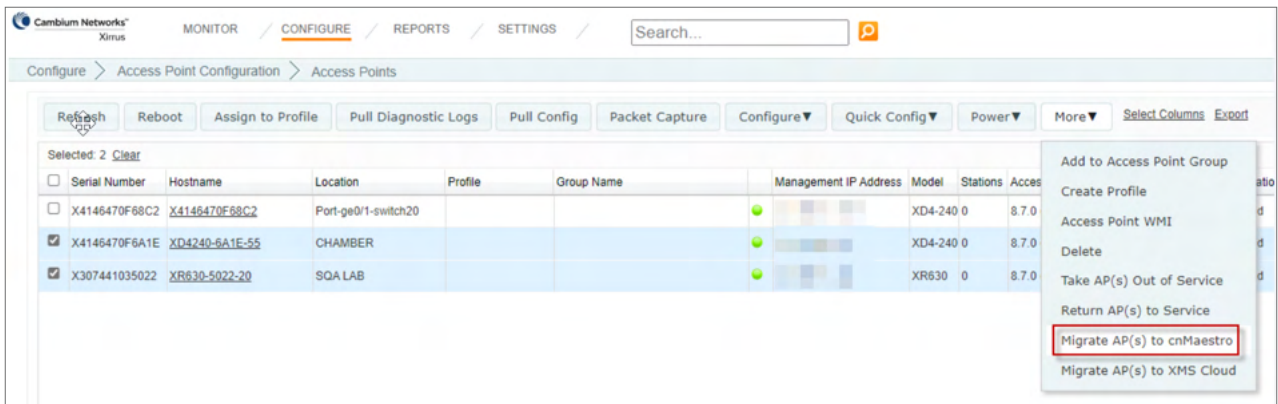 Cambium Networks™
Xirrus
MONITOR / CONFIGURE / REPORTS / SETTINGS /
Search...
Configure > Access Point Configuration > Access Points
Refresh Reboot Assign to Profile Pull Diagnostic Logs Pull Config Packet Capture Configure▼ Quick Config▼ Power▼ More▼ Select Columns Export
Selected: 2 Clear
Serial Number Hostname Location Profile Group Name Management IP Address Model Stations Acces
X4146470F68C2 X4146470F68C2 Port-ge0/1-switch20 XD4-240 0 8.7.0
X4146470F6A1E XD4240-6A1E-55 CHAMBER XD4-240 0 8.7.0
X307441035022 XR630-5022-20 SQA LAB XR630 0 8.7.0
Add to Access Point Group
Create Profile
Access Point WMI
Delete
Take AP(s) Out of Service
Return AP(s) to Service
Migrate AP(s) to cnMaestro
Migrate AP(s) to XMS Cloud